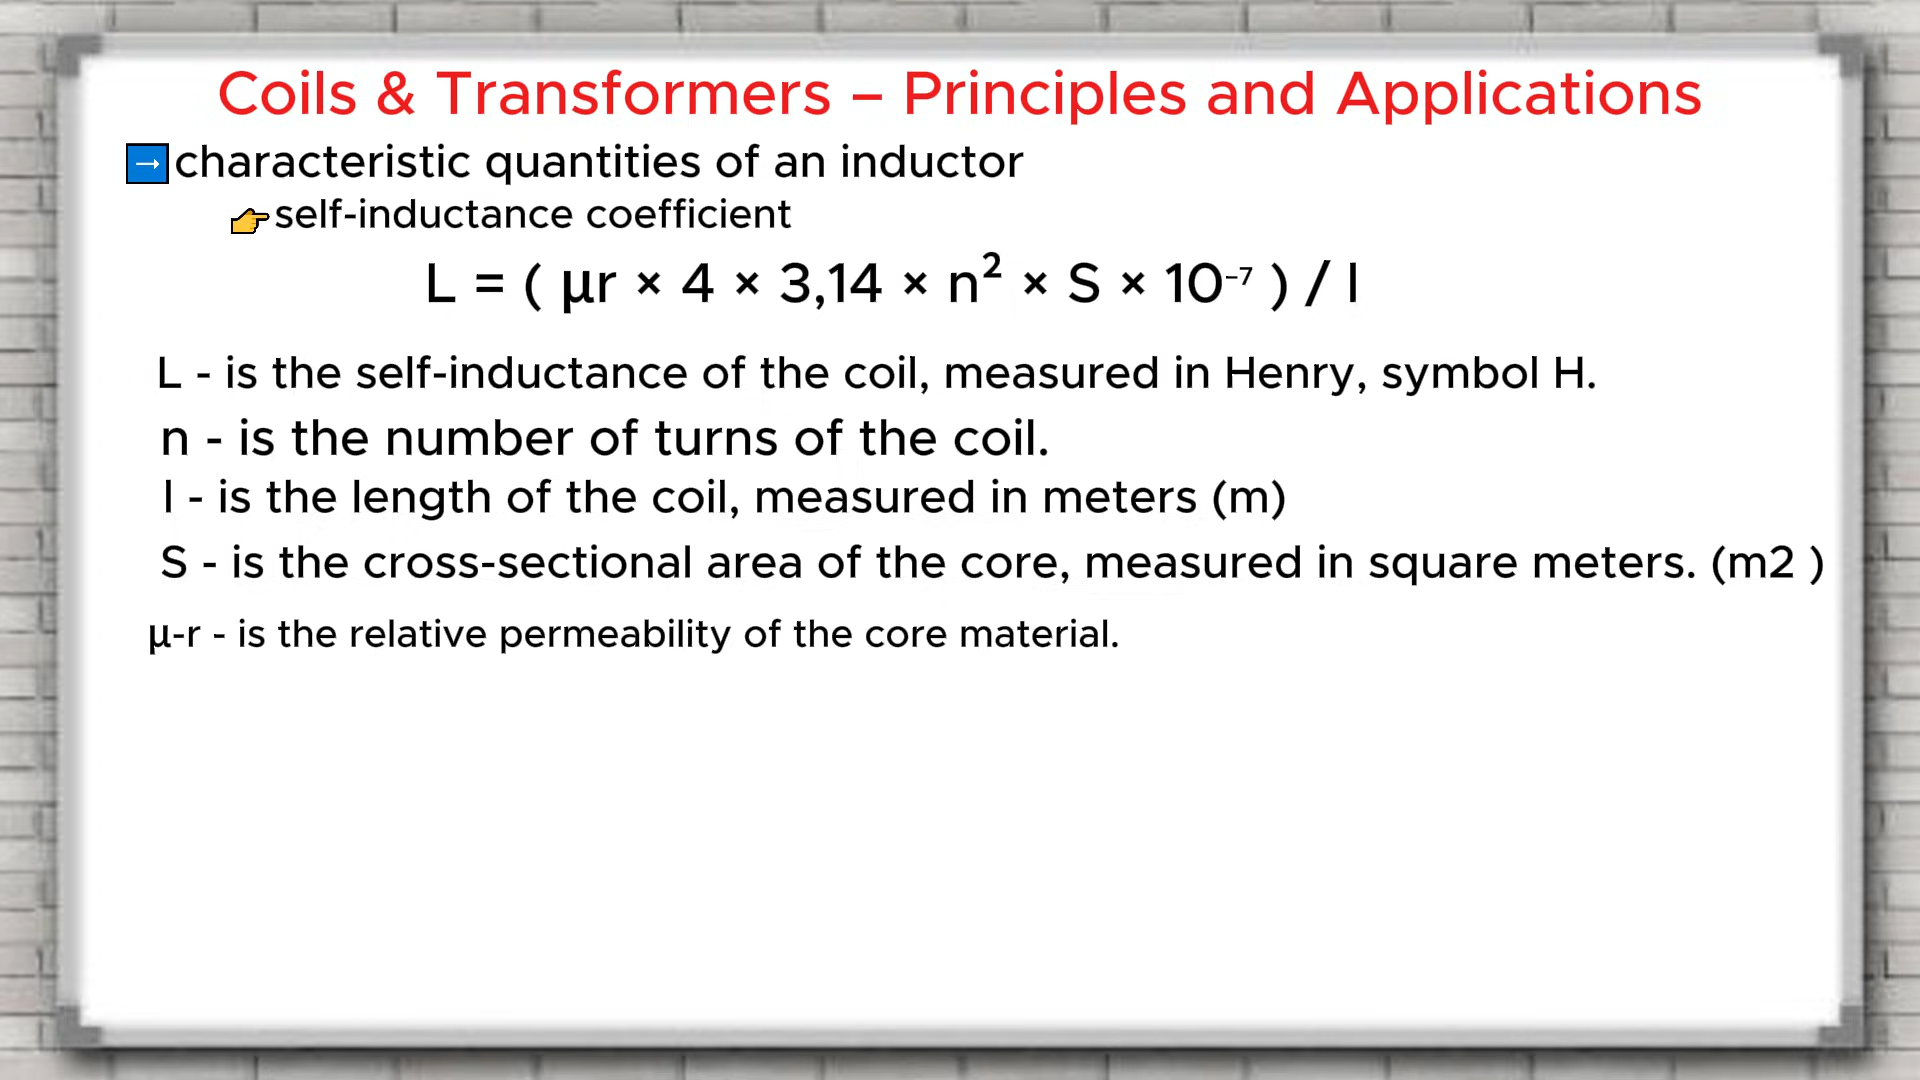 Coils & Transformers – Principles and Applications
➡characteristic quantities of an inductor
👉self-inductance coefficient
L = ( µr × 4 × 3,14 × n² × S × 10⁻⁷ ) / l
L - is the self-inductance of the coil, measured in Henry, symbol H.
n - is the number of turns of the coil.
l - is the length of the coil, measured in meters (m)
S - is the cross-sectional area of the core, measured in square meters. (m2 )
µ-r - is the relative permeability of the core material.